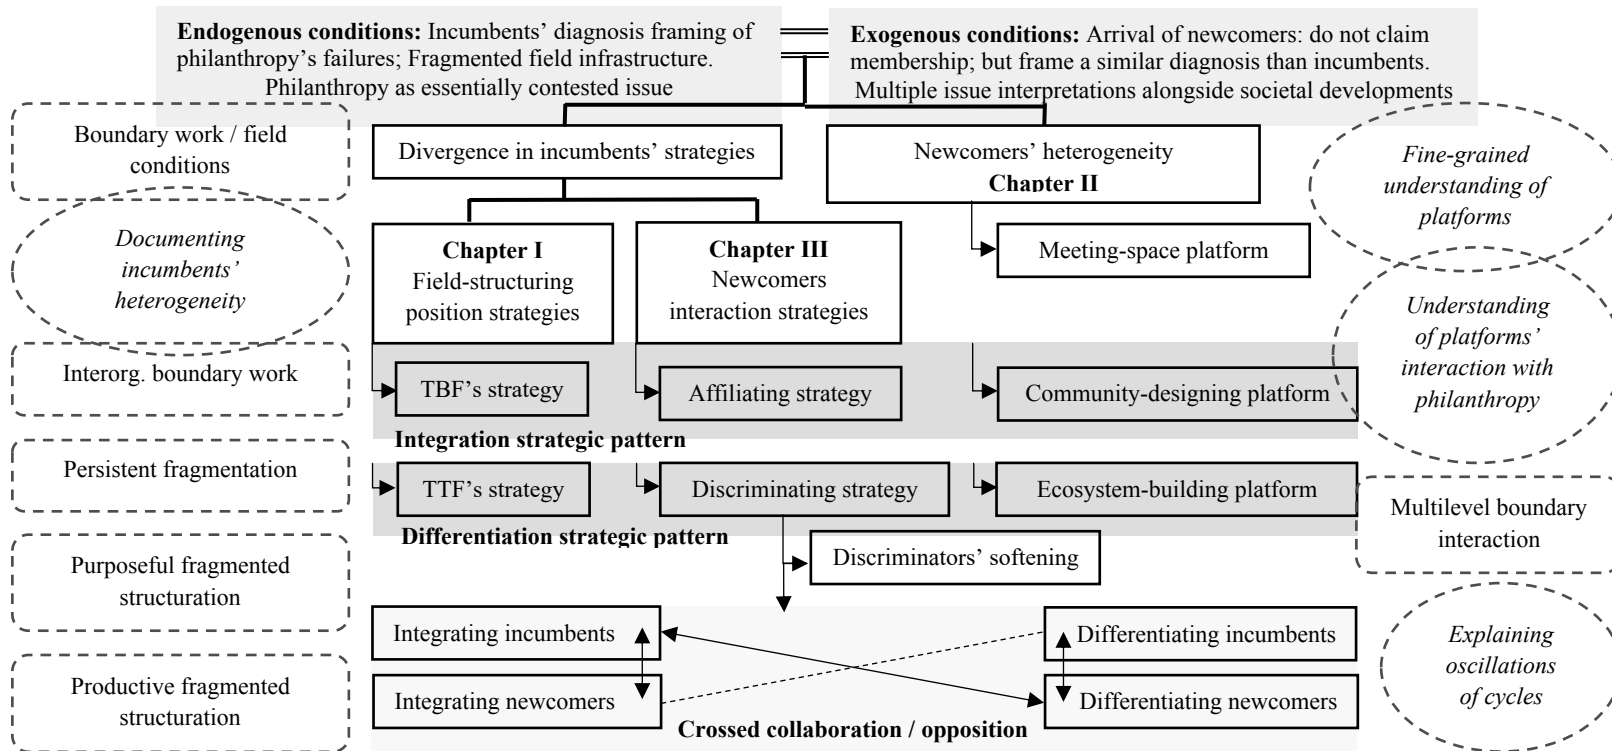 Endogenous conditions: Incumbents’ diagnosis framing of
philanthropy’s failures; Fragmented field infrastructure.
Philanthropy as essentially contested issue
Exogenous conditions: Arrival of newcomers: do not claim
membership; but frame a similar diagnosis than incumbents.
Multiple issue interpretations alongside societal developments
Boundary work / field
conditions
Divergence in incumbents’ strategies
Newcomers’ heterogeneity
Chapter II
Fine-grained
understanding of
platforms
Documenting
incumbents’
heterogeneity
Chapter I
Field-structuring
position strategies
Chapter III
Newcomers
interaction strategies
Meeting-space platform
Understanding
of platforms’
interaction with
philanthropy
Interorg. boundary work
TBF’s strategy
Affiliating strategy
Community-designing platform
Integration strategic pattern
Persistent fragmentation
TTF’s strategy
Discriminating strategy
Ecosystem-building platform
Multilevel boundary
interaction
Differentiation strategic pattern
Discriminators’ softening
Purposeful fragmented
structuration
Integrating incumbents
Differentiating incumbents
Explaining
oscillations
of cycles
Productive fragmented
structuration
Integrating newcomers
Differentiating newcomers
Crossed collaboration / opposition